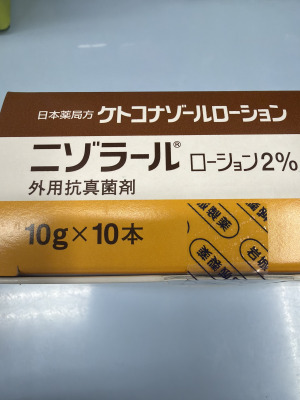 日本薬局方 ケトコナゾールローション
ニゾラール® ローション2%
外用抗真菌剤
10g×10本
製薬